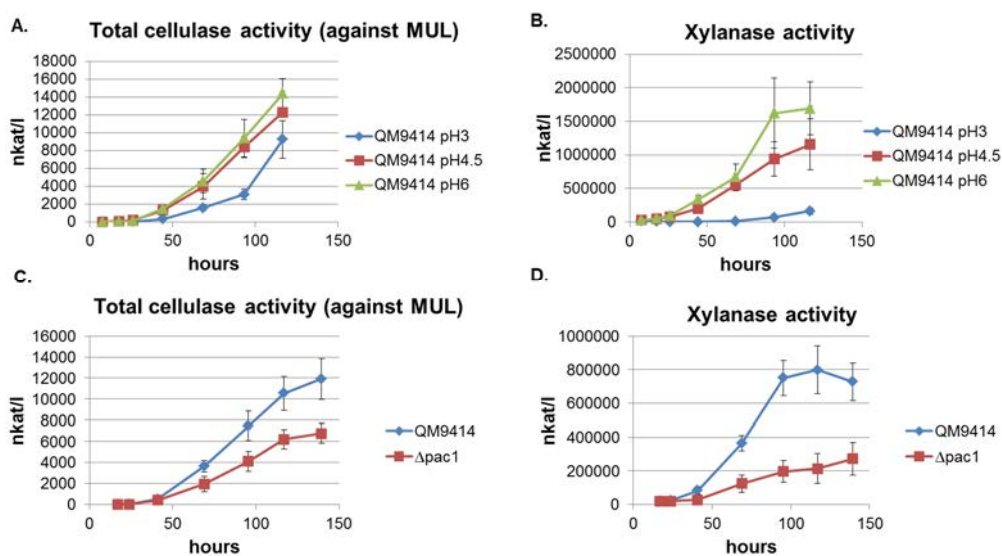 A.
Total cellulase activity (against MUL)
18000
16000
14000
12000
10000
8000
6000
4000
2000
0
nkat/l
0 50 100 150
hours
QM9414 pH3
QM9414 pH4.5
QM9414 pH6
B.
Xylanase activity
2500000
2000000
1500000
1000000
500000
0
nkat/l
0 50 100 150
hours
QM9414 pH3
QM9414 pH4.5
QM9414 pH6
C.
Total cellulase activity (against MUL)
16000
14000
12000
10000
8000
6000
4000
2000
0
nkat/l
0 50 100 150
hours
QM9414
Δpac1
D.
Xylanase activity
1000000
800000
600000
400000
200000
0
nkat/l
0 50 100 150
hours
QM9414
Δpac1